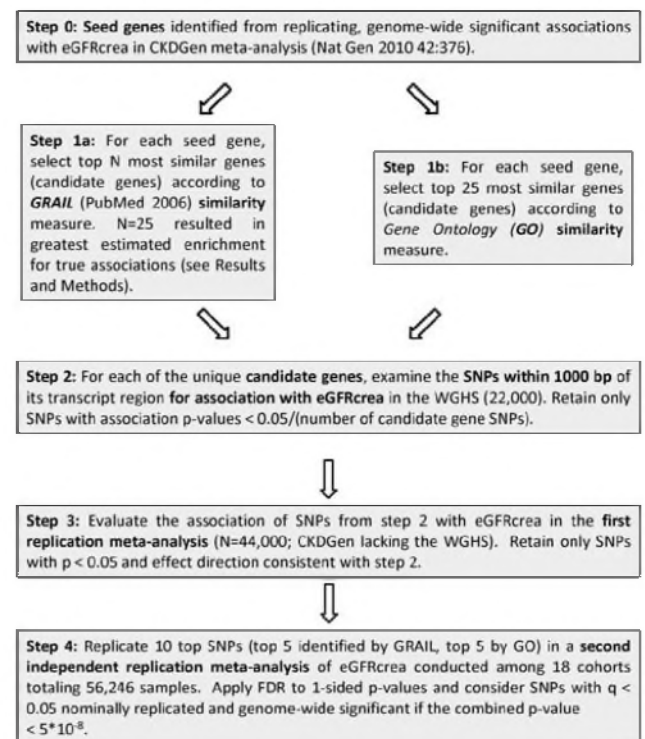 Step 0: Seed genes identified from replicating, genome-wide significant associations
with eGFRcrea in CKDGen meta-analysis (Nat Gen 2010 42:376).
Step 1a: For each seed gene,
select top N most similar genes
(candidate genes) according to
GRAIL (PubMed 2006) similarity
measure. N=25 resulted in
greatest estimated enrichment
for true associations (see Results
and Methods).
Step 1b: For each seed gene,
select top 25 most similar genes
(candidate genes) according to
Gene Ontology (GO) similarity
measure.
Step 2: For each of the unique candidate genes, examine the SNPs within 1000 bp of
its transcript region for association with eGFRcrea in the WGHS (22,000). Retain only
SNPs with association p-values < 0.05/(number of candidate gene SNPs).
Step 3: Evaluate the association of SNPs from step 2 with eGFRcrea in the first
replication meta-analysis (N=44,000; CKDGen lacking the WGHS). Retain only SNPs
with p < 0.05 and effect direction consistent with step 2.
Step 4: Replicate 10 top SNPs (top 5 identified by GRAIL, top 5 by GO) in a second
independent replication meta-analysis of eGFRcrea conducted among 18 cohorts
totaling 56,246 samples. Apply FDR to 1-sided p-values and consider SNPs with q <
0.05 nominally replicated and genome-wide significant if the combined p-value
< 5*10-8.